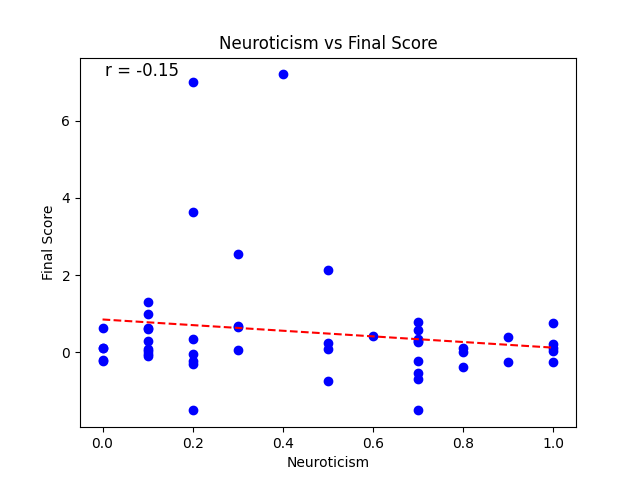 Neuroticism vs Final Score
r = -0.15
6
4
2
0
Final Score
0.0 0.2 0.4 0.6 0.8 1.0
Neuroticism